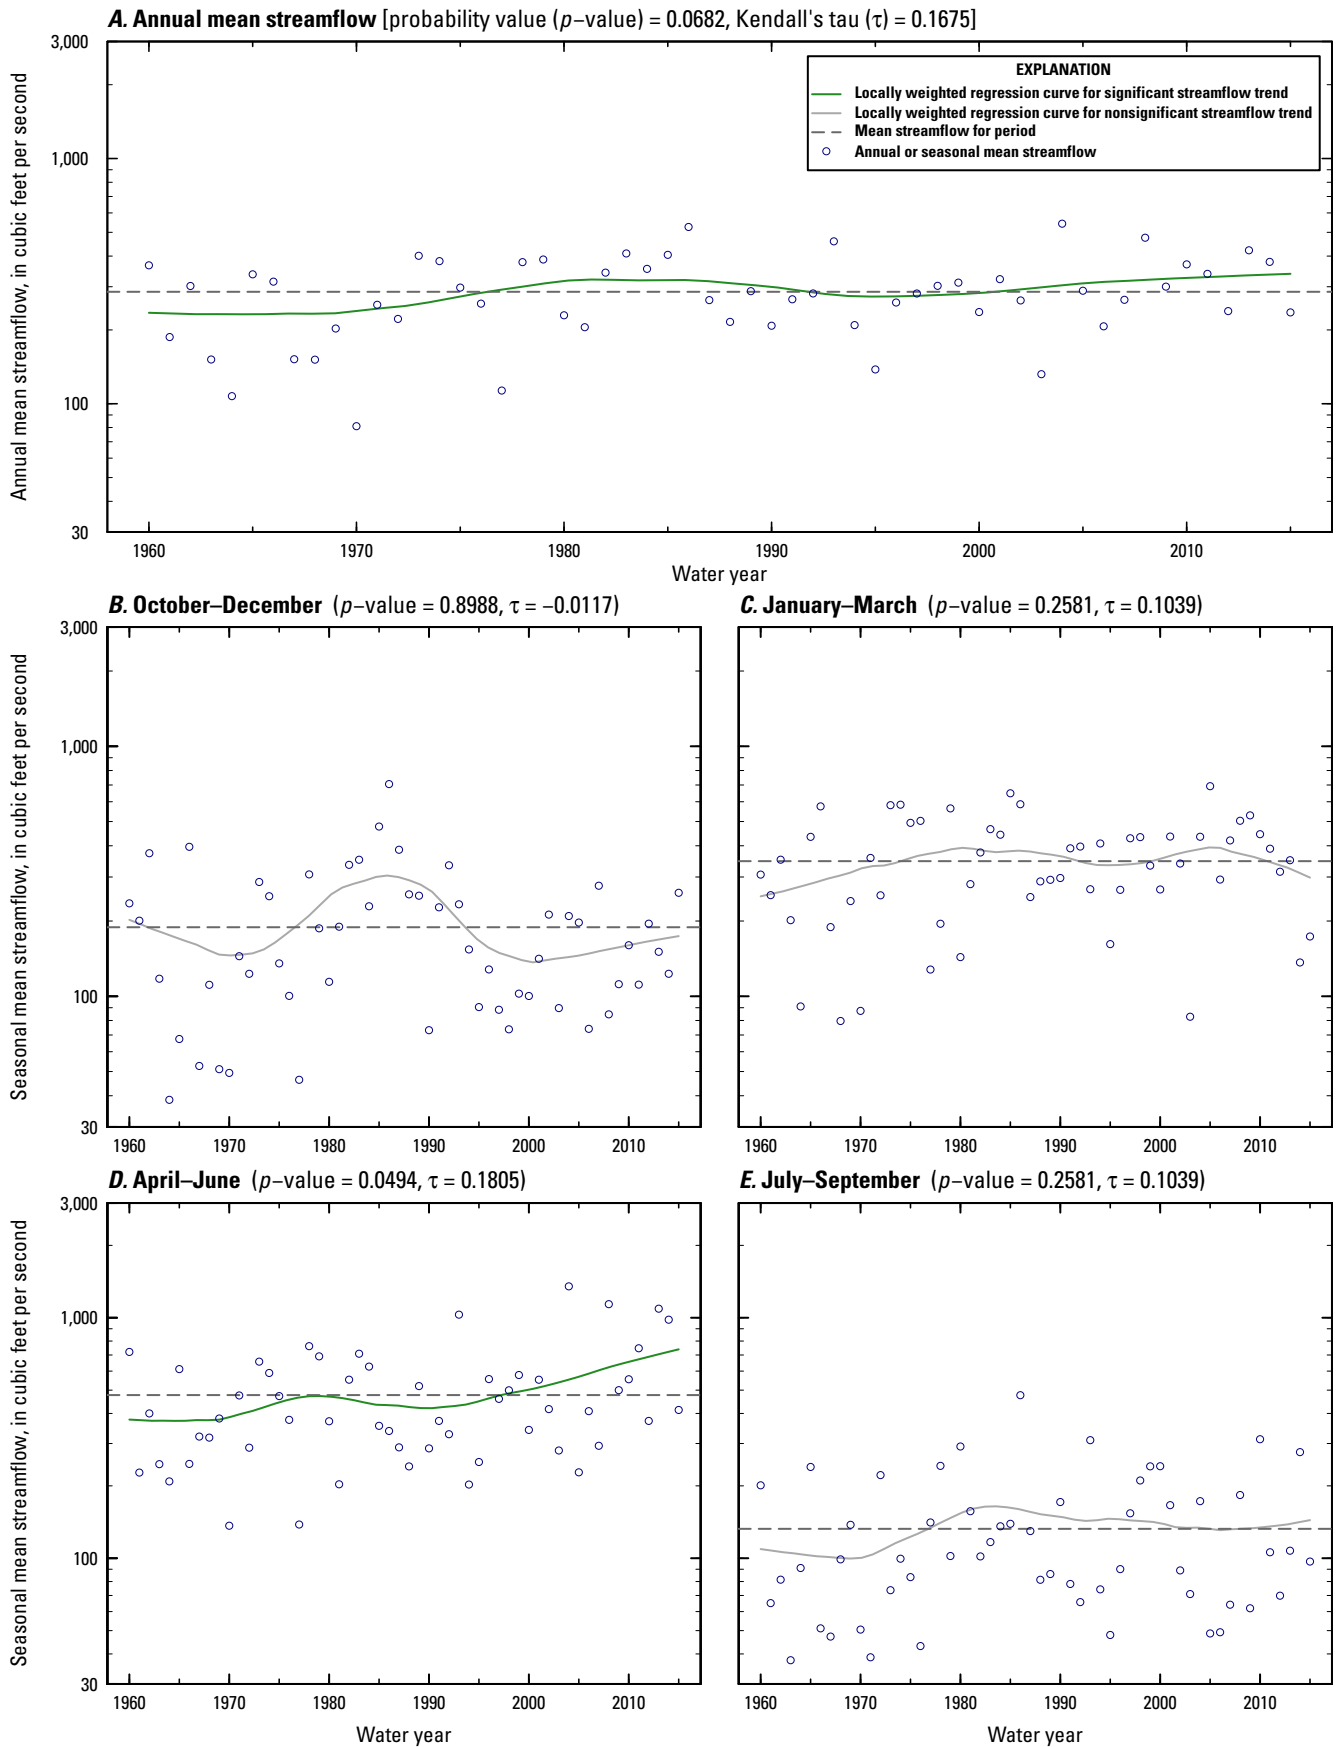 A. Annual mean streamflow [probability value (p−value) = 0.0682, Kendall's tau (τ) = 0.1675]
Annual mean streamflow, in cubic feet per second
3,000
1,000
100
30
EXPLANATION
Locally weighted regression curve for significant streamflow trend
Locally weighted regression curve for nonsignificant streamflow trend
Mean streamflow for period
Annual or seasonal mean streamflow
1960 1970 1980 1990 2000 2010
Water year
B. October–December (p−value = 0.8988, τ = −0.0117)
Seasonal mean streamflow, in cubic feet per second
3,000
1,000
100
30
1960 1970 1980 1990 2000 2010
C. January–March (p−value = 0.2581, τ = 0.1039)
1960 1970 1980 1990 2000 2010
D. April–June (p−value = 0.0494, τ = 0.1805)
Seasonal mean streamflow, in cubic feet per second
3,000
1,000
100
30
1960 1970 1980 1990 2000 2010
Water year
E. July–September (p−value = 0.2581, τ = 0.1039)
1960 1970 1980 1990 2000 2010
Water year